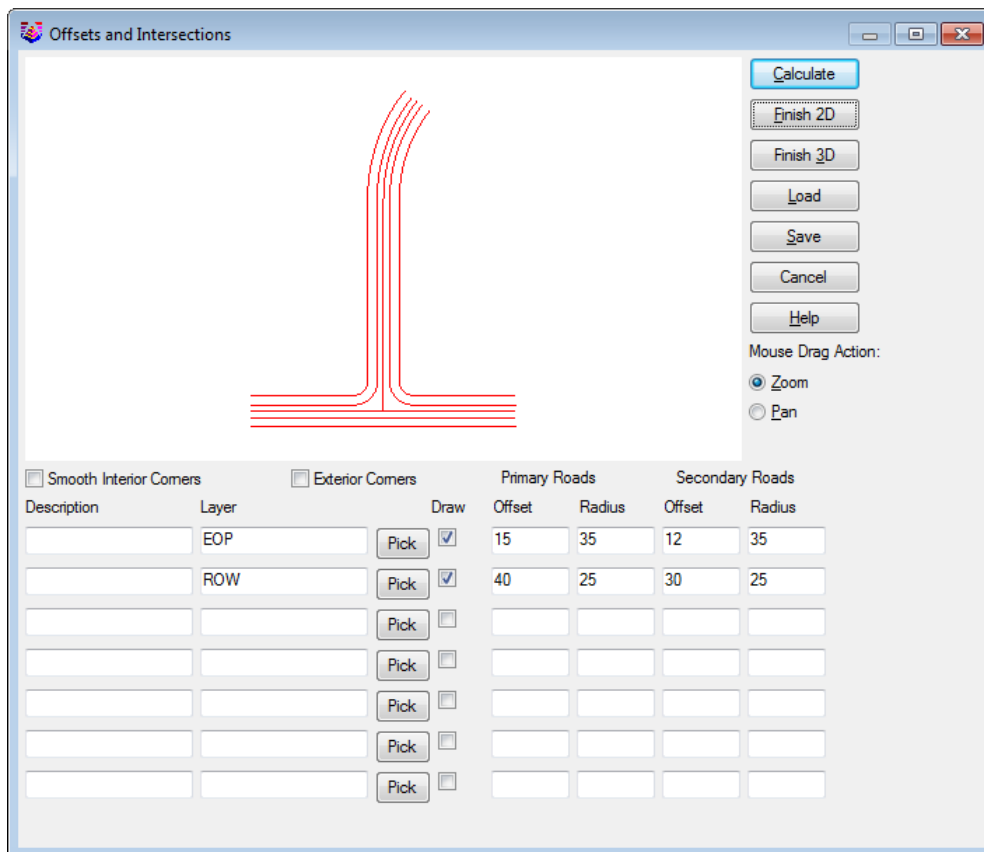 Offsets and Intersections
Calculate
Finish 2D
Finish 3D
Load
Save
Cancel
Help
Mouse Drag Action:
Zoom
Pan
Smooth Interior Corners Exterior Corners Primary Roads Secondary Roads
Description Layer Draw Offset Radius Offset Radius
EOP Pick 15 35 12 35
ROW Pick 40 25 30 25
Pick
Pick
Pick
Pick
Pick